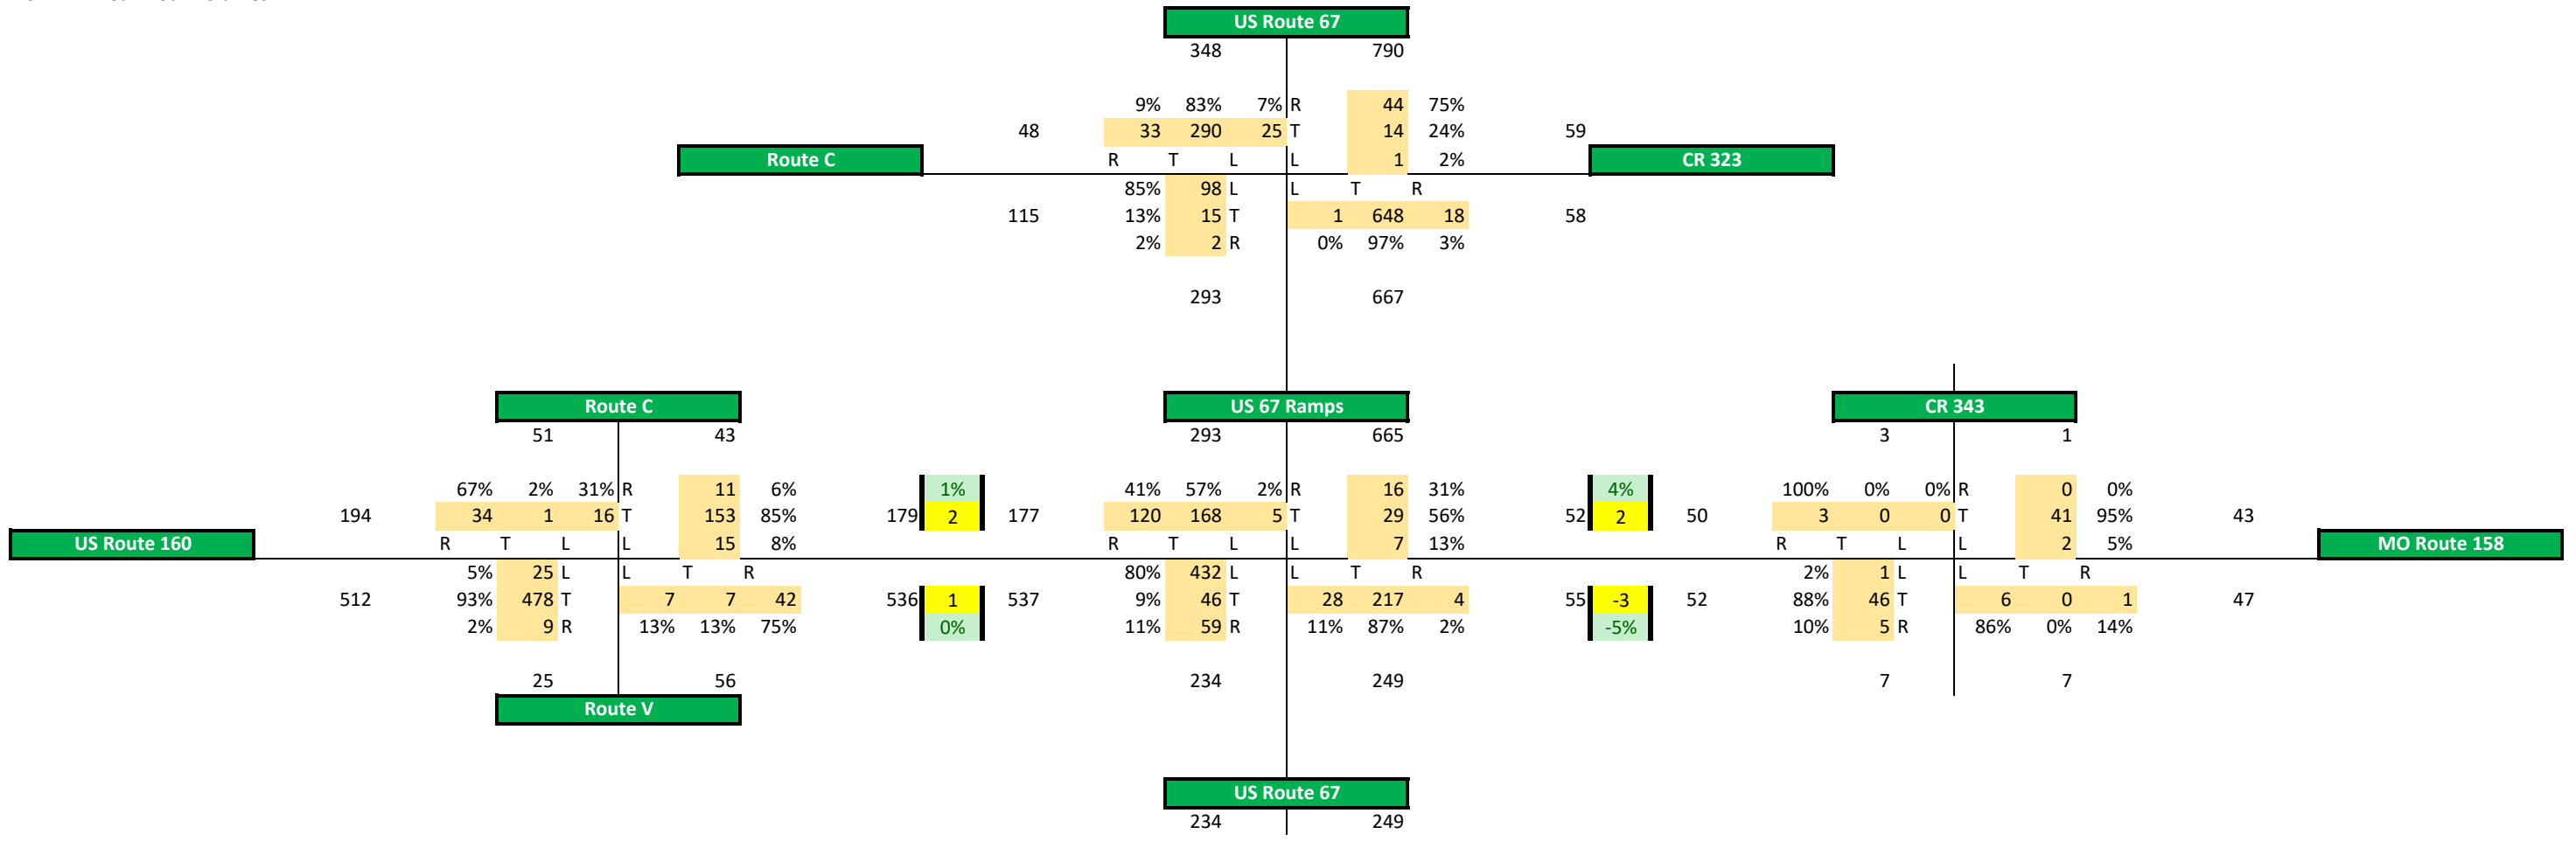 US Route 67
348 790
9% 83% 7% R 44 75%
48 33 290 25 T 14 24% 59
Route C R T L L 1 2% CR 323
85% 98 L L T R
115 13% 15 T 1 648 18 58
2% 2 R 0% 97% 3%
293 667
Route C US 67 Ramps CR 343
51 43 293 665 3 1
67% 2% 31% R 11 6% 1% 41% 57% 2% R 16 31% 4% 100% 0% 0% R 0 0%
194 34 1 16 T 153 85% 179 2 177 120 168 5 T 29 56% 52 2 50 3 0 0 T 41 95% 43
US Route 160 R T L L 15 8% R T L L 7 13% R T L L 2 5% MO Route 158
5% 25 L L T R 80% 432 L L T R 2% 1 L L T R
512 93% 478 T 7 7 42 536 1 537 9% 46 T 28 217 4 55 -3 52 88% 46 T 6 0 1 47
2% 9 R 13% 13% 75% 0% 11% 59 R 11% 87% 2% -5% 10% 5 R 86% 0% 14%
25 56 234 249 7 7
Route V
US Route 67
234 249